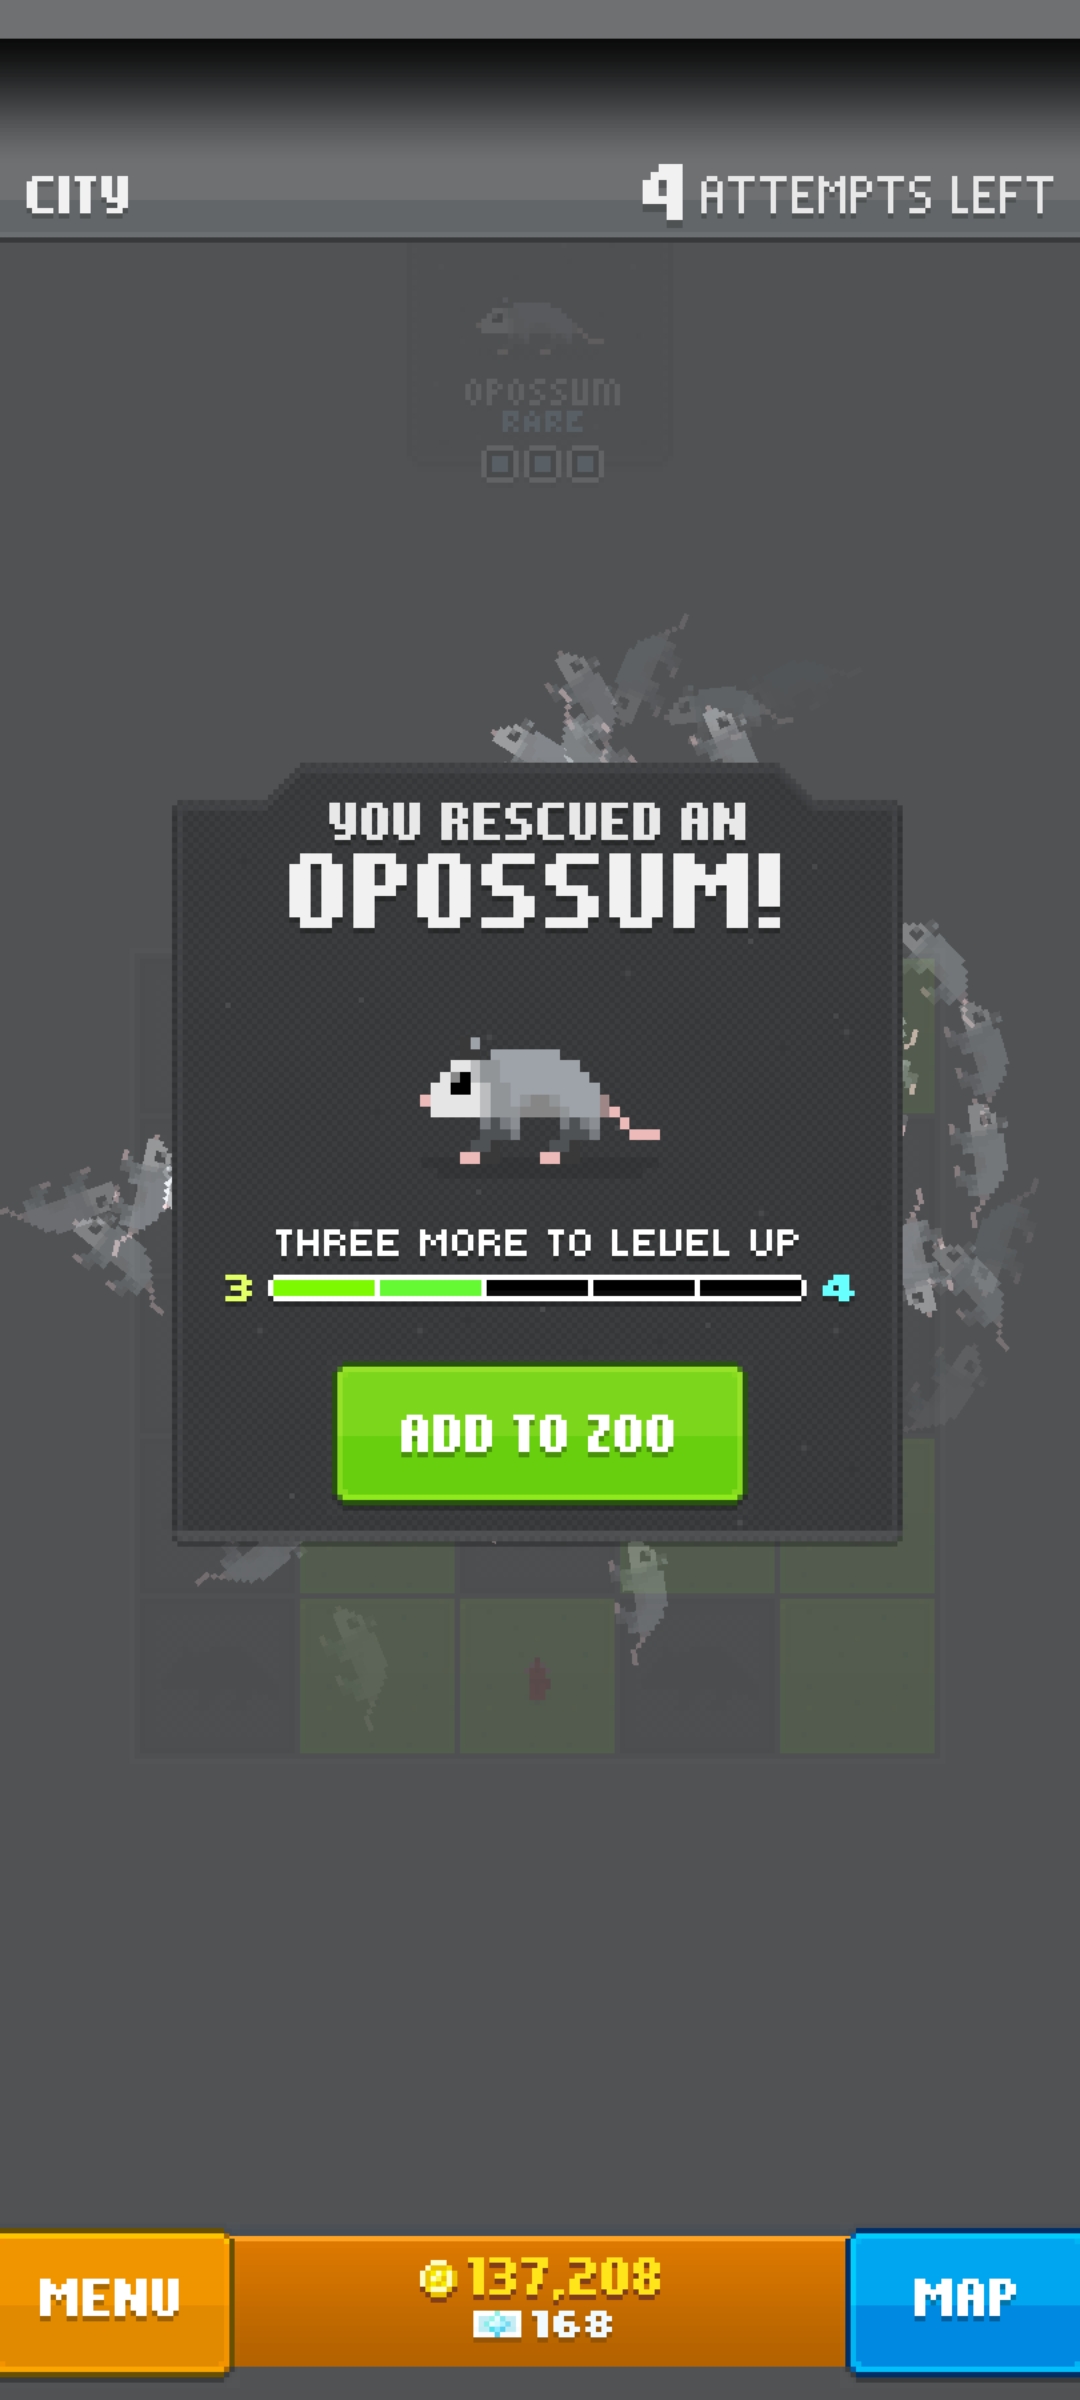 CITY
4 ATTEMPTS LEFT
OPOSSUM
RARE
YOU RESCUED AN
OPOSSUM!
THREE MORE TO LEVEL UP
3 4
ADD TO ZOO
MENU
137,208
168
MAP